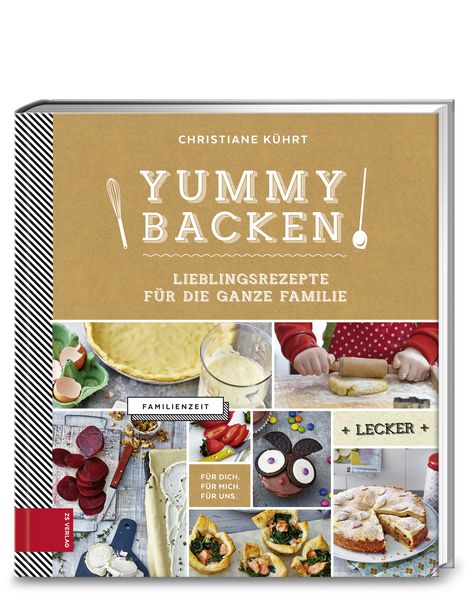 CHRISTIANE KÜHRT
YUMMY
BACKEN
LIEBLINGSREZEPTE
FÜR DIE GANZE FAMILIE
FAMILIENZEIT
+ LECKER +
FÜR DICH.
FÜR MICH.
FÜR UNS.
ZS VERLAG